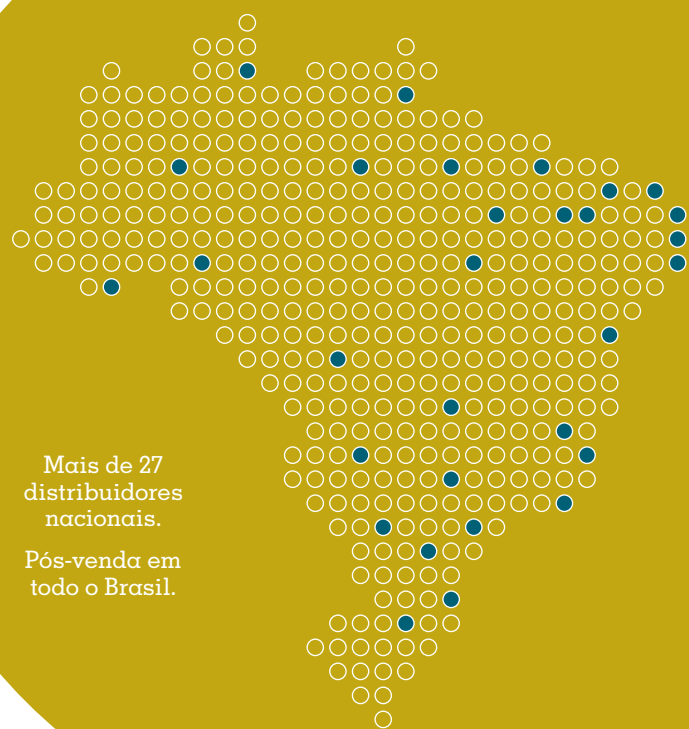 Mais de 27
distribuidores
nacionais.
Pós-venda em
todo o Brasil.